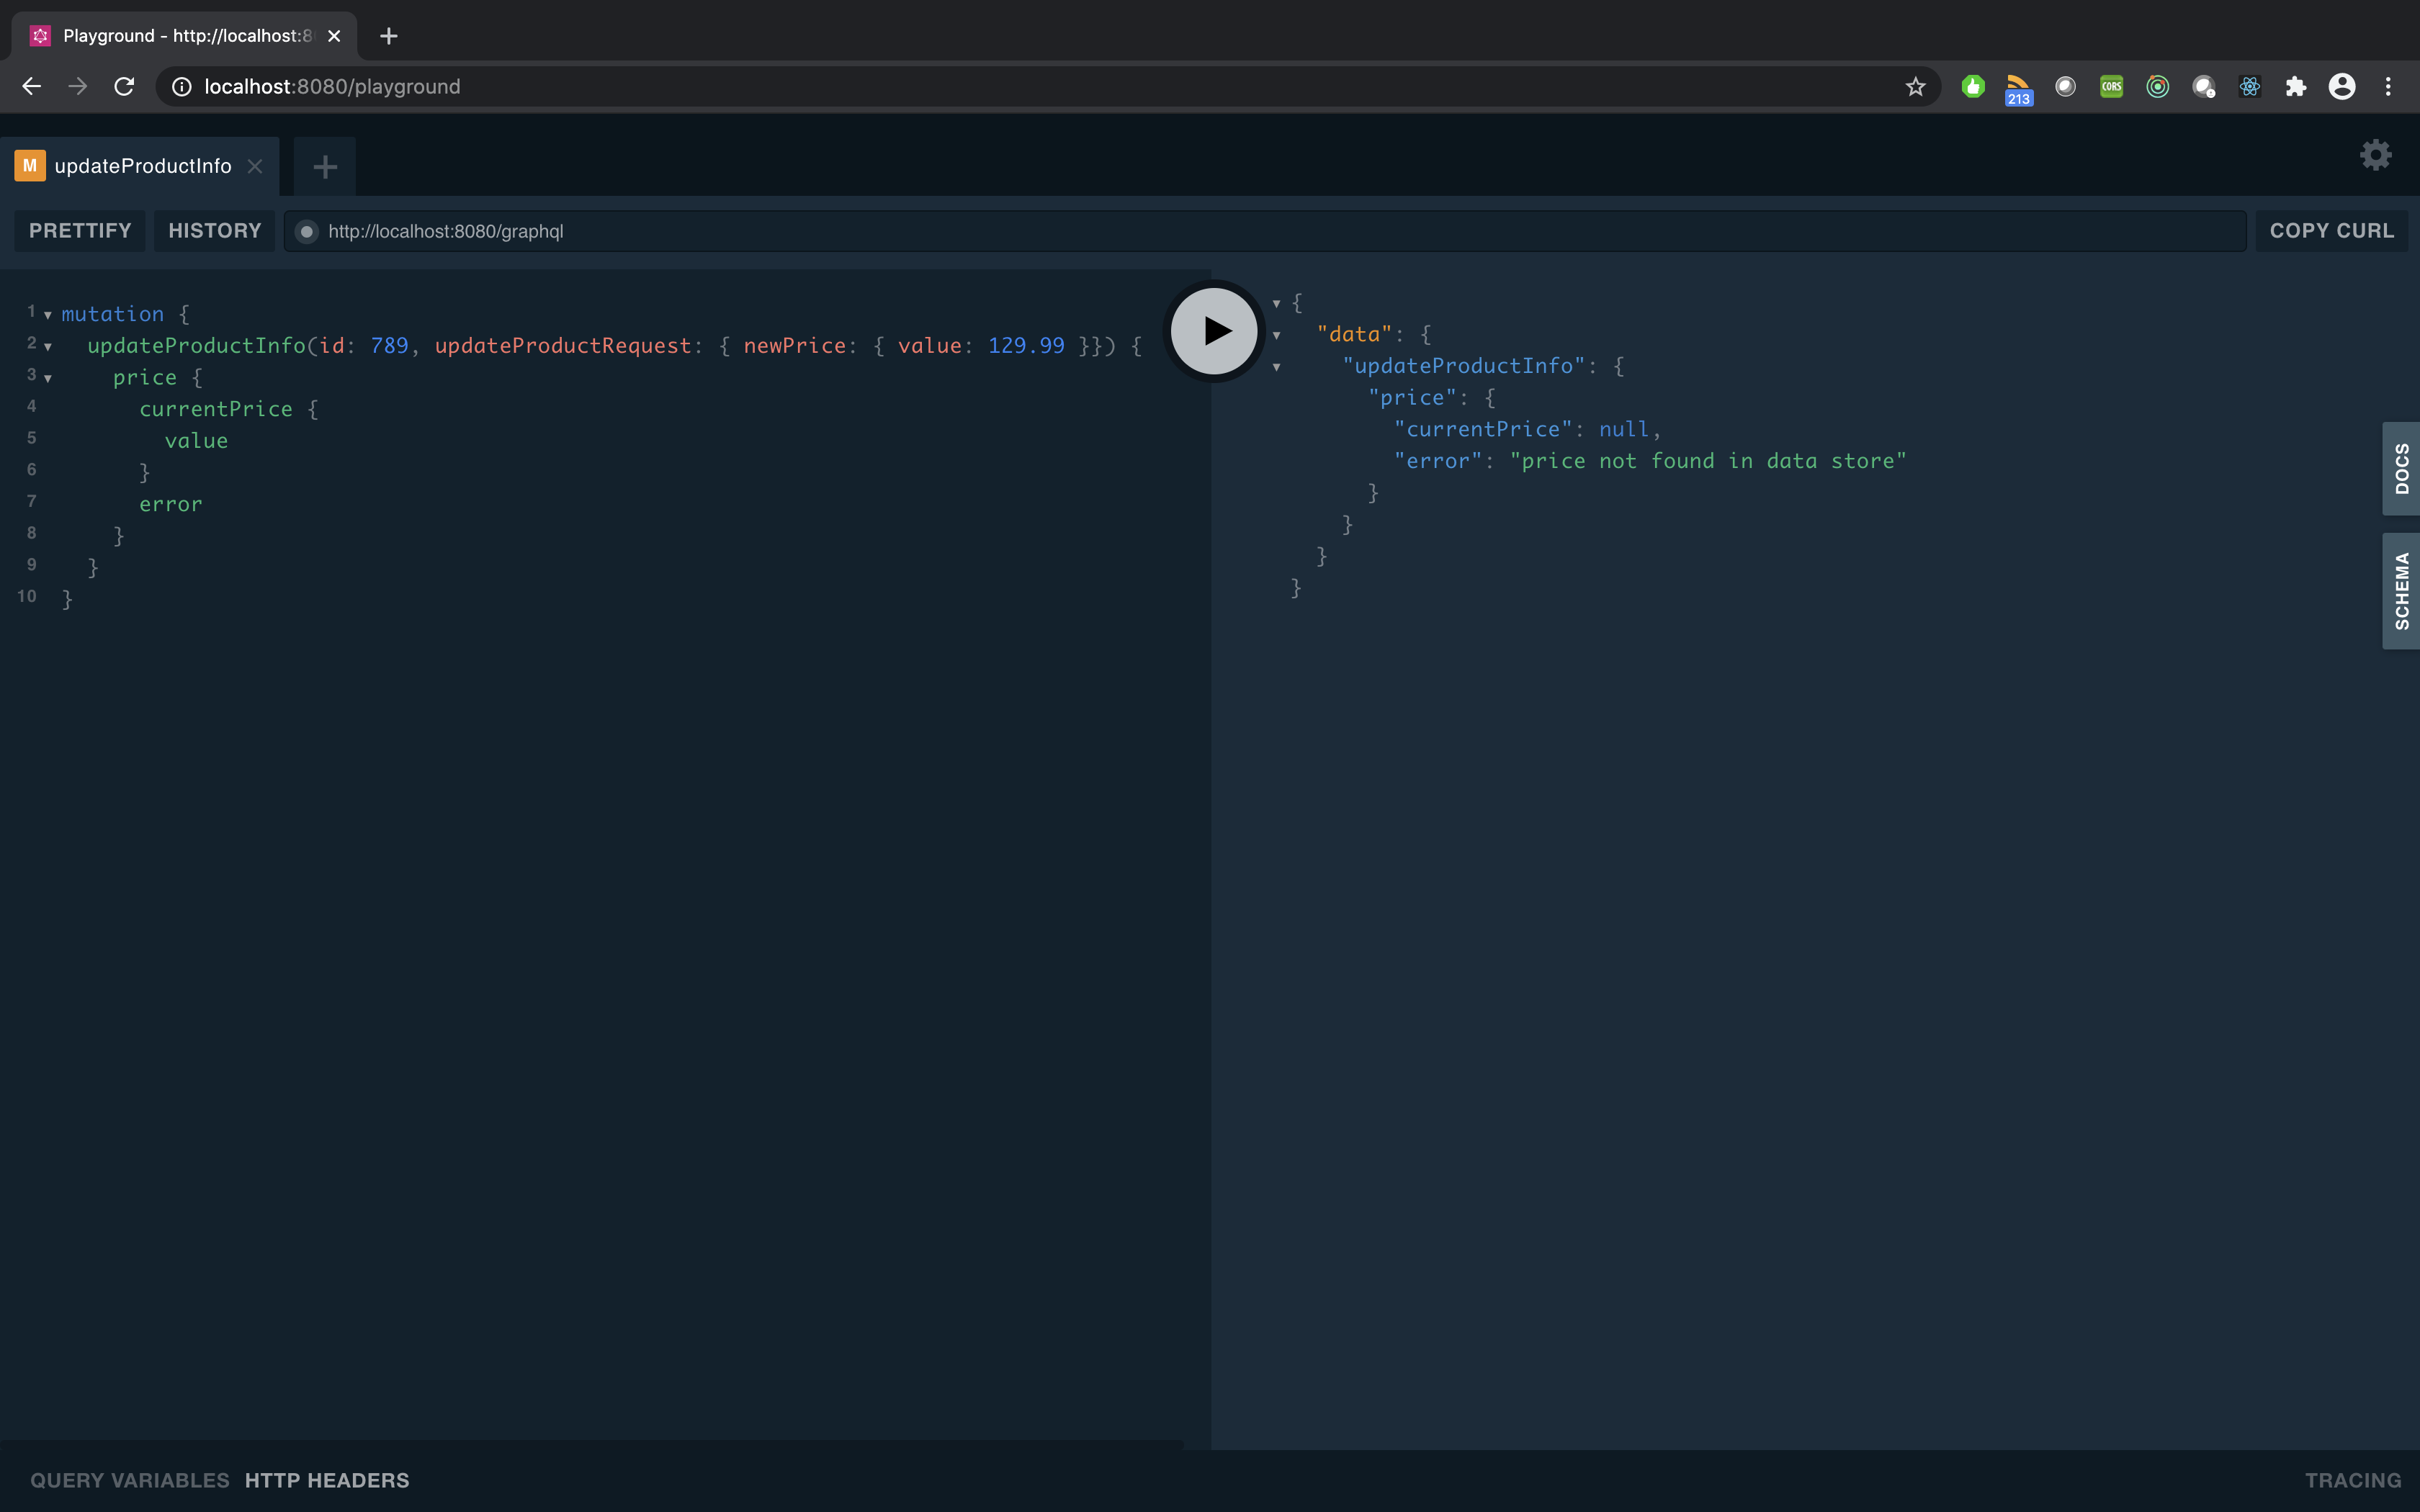 Playground - http://localhost:8
localhost:8080/playground
213
CORS
M updateProductInfo
PRETTIFY HISTORY http://localhost:8080/graphql COPY CURL
1 mutation {
2 updateProductInfo(id: 789, updateProductRequest: { newPrice: { value: 129.99 }}) {
3 price {
4 currentPrice {
5 value
6 }
7 error
8 }
9 }
10 }
{
"data": {
"updateProductInfo": {
"price": {
"currentPrice": null,
"error": "price not found in data store"
}
}
}
}
DOCS
SCHEMA
QUERY VARIABLES HTTP HEADERS TRACING